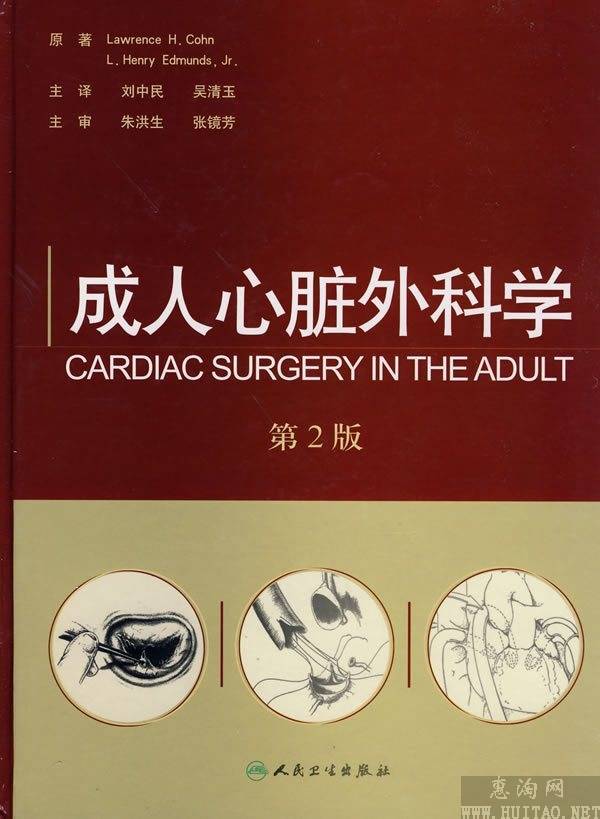 原 著 Lawrence H. Cohn
L. Henry Edmunds, Jr.
主 译 刘中民 吴清玉
主 审 朱洪生 张镜芳
成人心脏外科学
CARDIAC SURGERY IN THE ADULT
第2版
人民卫生出版社
惠淘网
WWW.HUITAO.NET